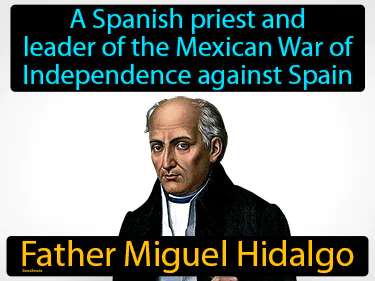 A Spanish priest and
leader of the Mexican War of
Independence against Spain
Father Miguel Hidalgo